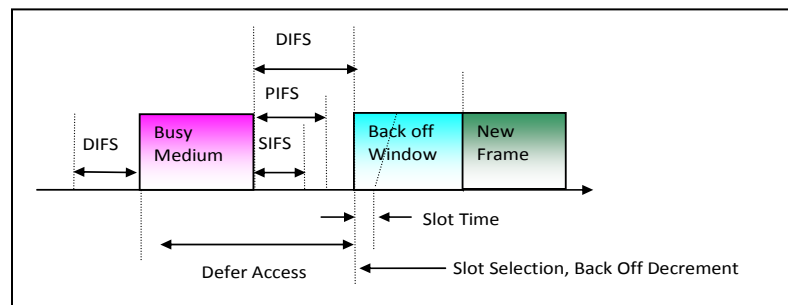 DIFS
PIFS
DIFS
Busy
Medium
SIFS
Back off
Window
New
Frame
Slot Time
Defer Access
Slot Selection, Back Off Decrement